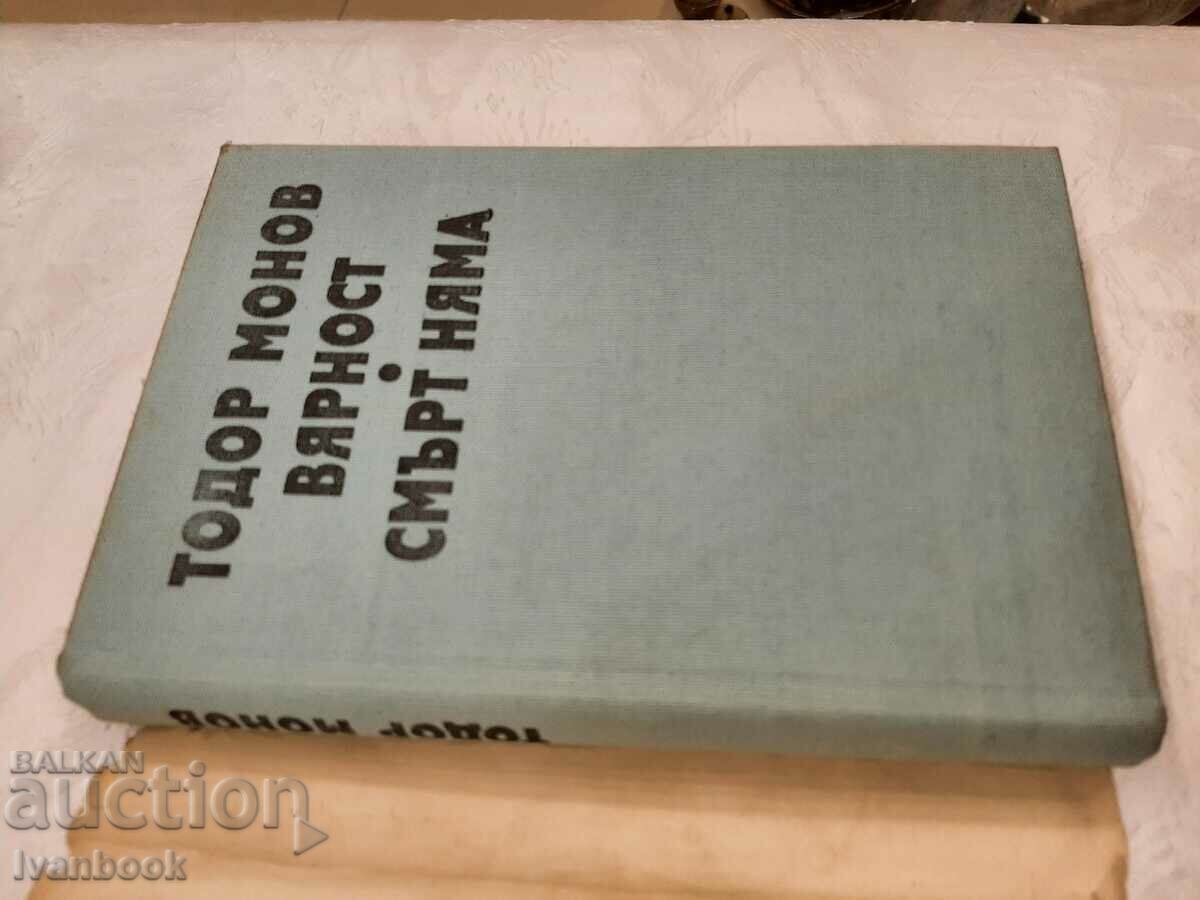 ТОДОР МОНОВ
ВЯРНОСТ
•
СМЪРТ НЯМА
ТОДОР МОНОВ
BALKAN
auction
Ivanbook